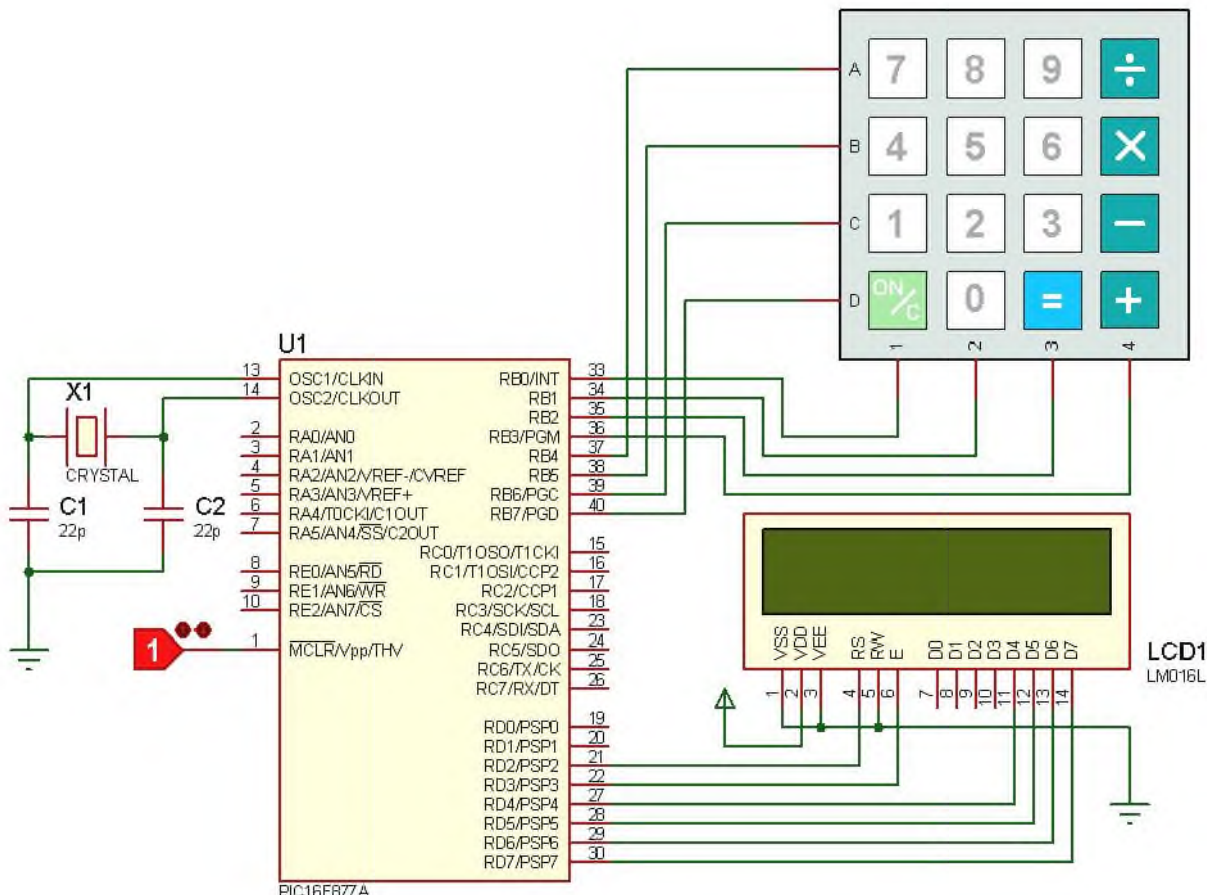 A
7
8
9
÷
B
4
5
6
×
C
1
2
3
−
D
ON/C
0
=
+
1
2
3
4
U1
X1
CRYSTAL
C1
22p
C2
22p
1
13
OSC1/CLKIN
14
OSC2/CLKOUT
2
RA0/AN0
3
RA1/AN1
4
RA2/AN2/VREF-/CVREF
5
RA3/AN3/VREF+
6
RA4/T0CKI/C1OUT
7
RA5/AN4/SS/C2OUT
8
RE0/AN5/RD
9
RE1/AN6/WR
10
RE2/AN7/CS
1
MCLR/Vpp/THV
RB0/INT
33
RB1
34
RB2
35
RB3/PGM
36
RB4
37
RB5
38
RB6/PGC
39
RB7/PGD
40
RC0/T1OSO/T1CKI
15
RC1/T1OSI/CCP2
16
RC2/CCP1
17
RC3/SCK/SCL
18
RC4/SDI/SDA
23
RC5/SDO
24
RC6/TX/CK
25
RC7/RX/DT
26
RD0/PSP0
19
RD1/PSP1
20
RD2/PSP2
21
RD3/PSP3
22
RD4/PSP4
27
RD5/PSP5
28
RD6/PSP6
29
RD7/PSP7
30
PIC16F877A
VSS
VDD
VEE
RS
RW
E
D0
D1
D2
D3
D4
D5
D6
D7
1
2
3
4
5
6
7
8
9
10
11
12
13
14
LCD1
LM016L